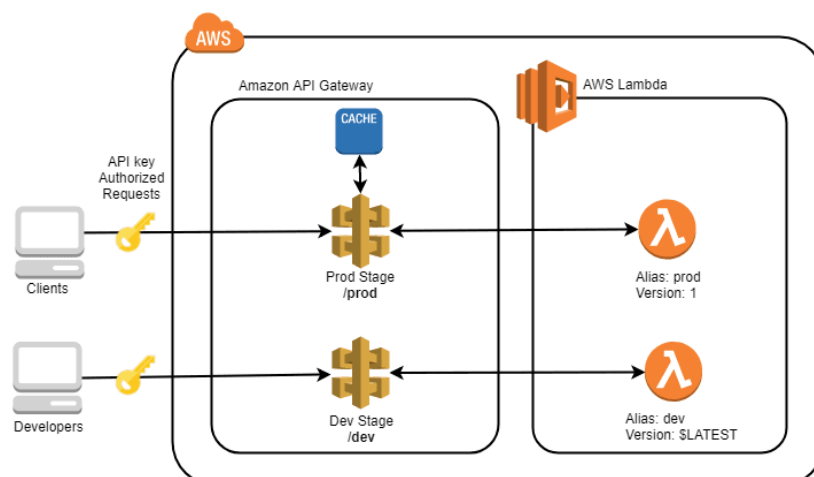 AWS
Amazon API Gateway
AWS Lambda
CACHE
API key
Authorized
Requests
Clients
Prod Stage
/prod
Alias: prod
Version: 1
Developers
Dev Stage
/dev
Alias: dev
Version: $LATEST